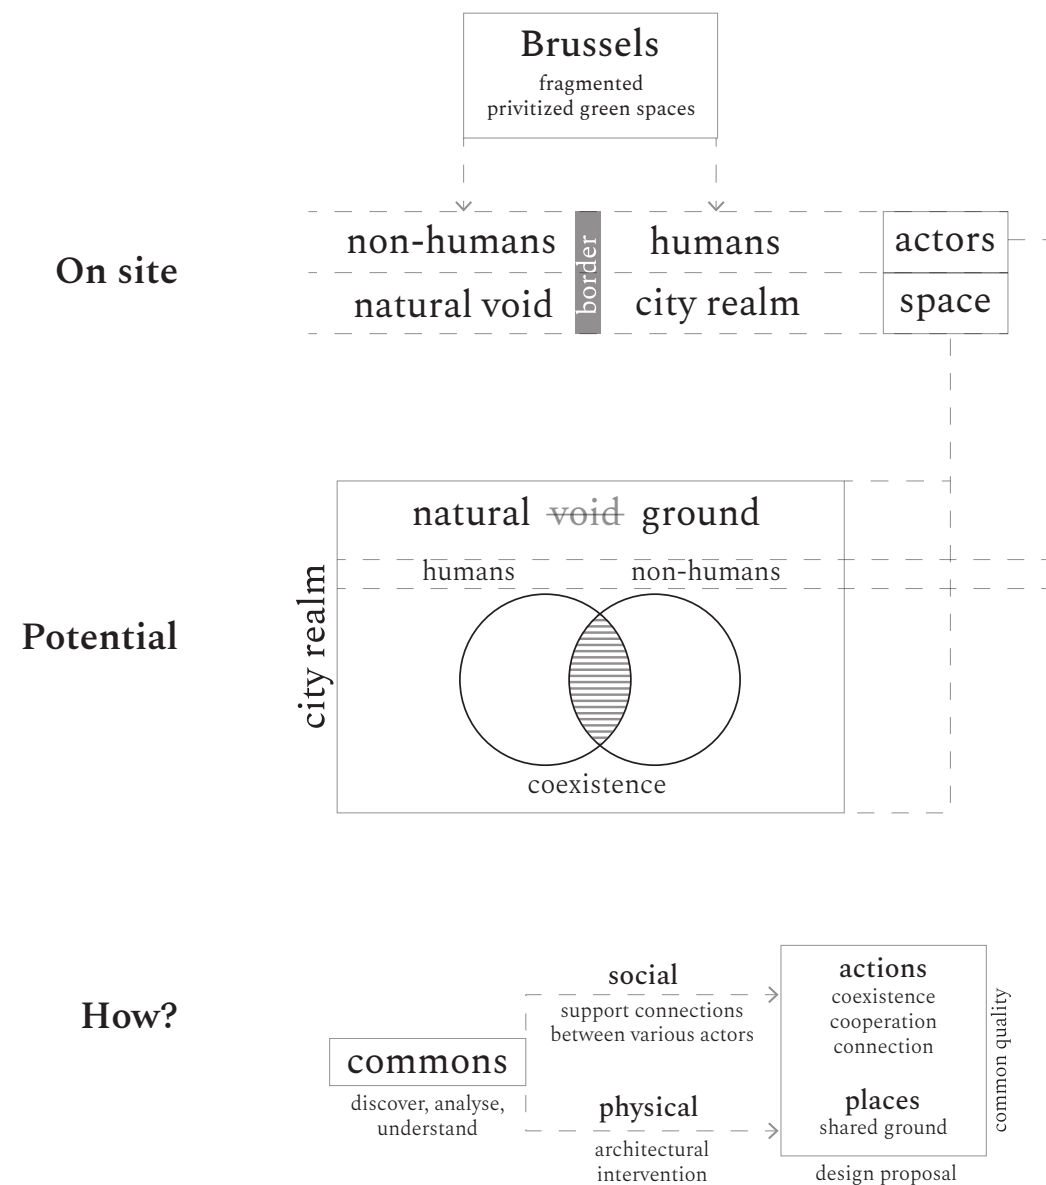 Brussels
fragmented
privitized green spaces
On site
non-humans
border
humans
actors
natural void
city realm
space
Potential
city realm
natural void ground
humans
non-humans
coexistence
How?
commons
discover, analyse,
understand
social
support connections
between various actors
physical
architectural
intervention
actions
coexistence
cooperation
connection
places
shared ground
common quality
design proposal